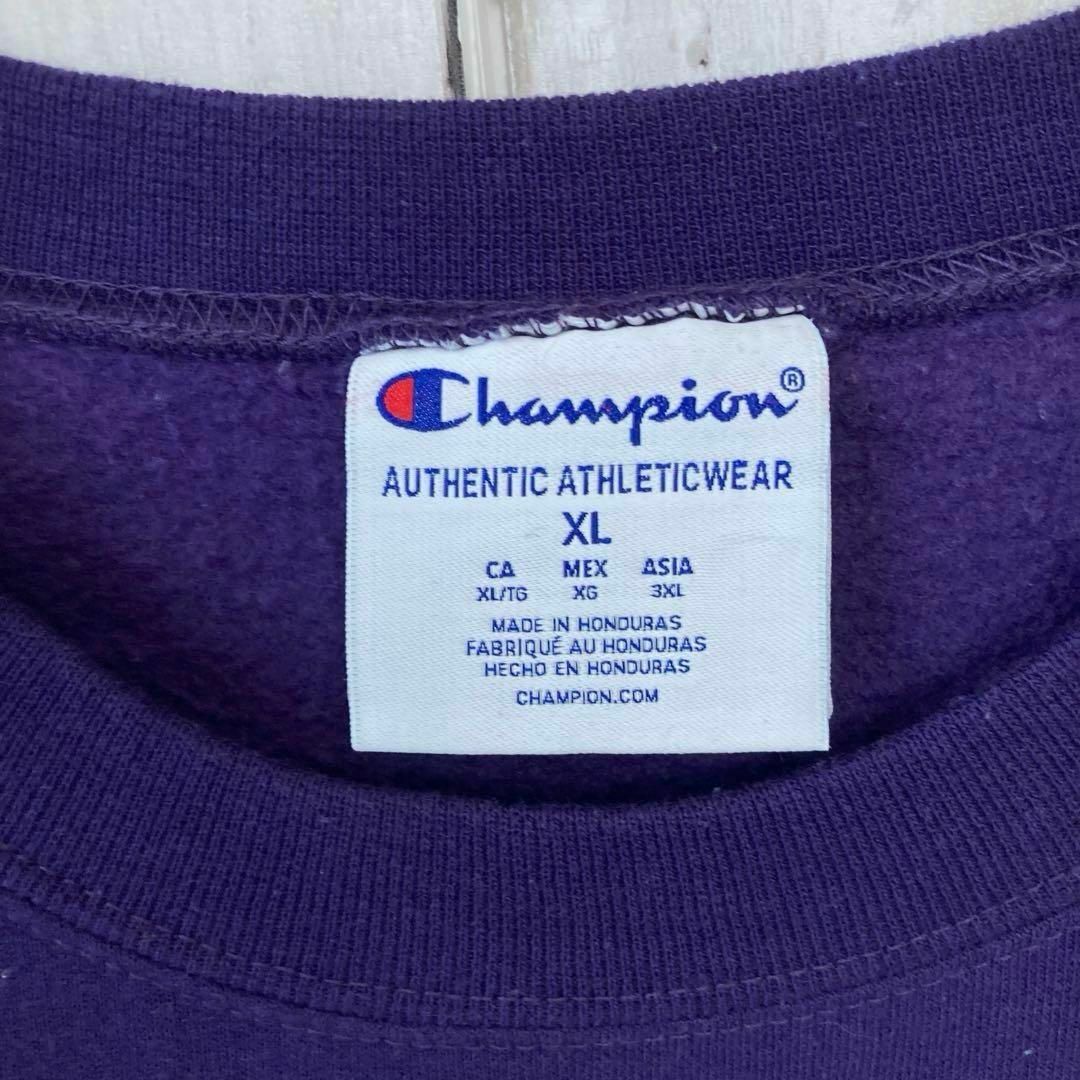 Champion®
AUTHENTIC ATHLETICWEAR
XL
CA MEX ASIA
XL/TG XG 3XL
MADE IN HONDURAS
FABRIQUÉ AU HONDURAS
HECHO EN HONDURAS
CHAMPION.COM